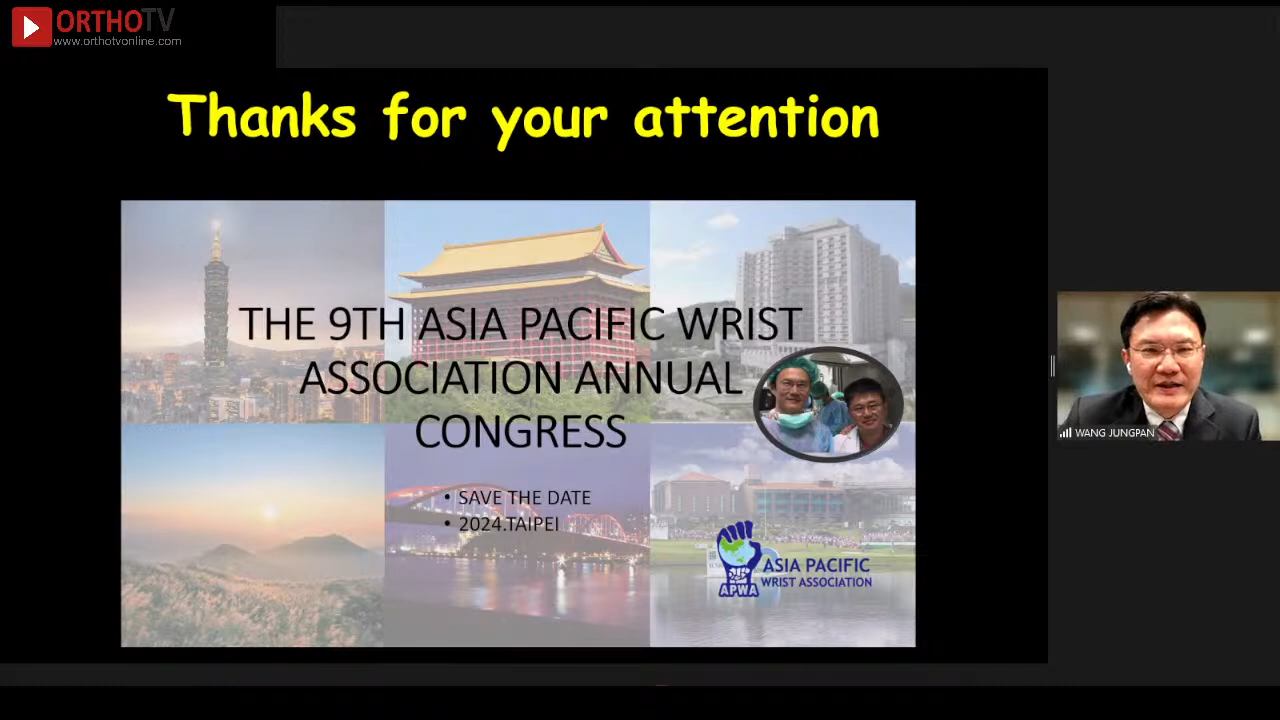 ORTHOTV
www.orthotvonline.com
Thanks for your attention
THE 9TH ASIA PACIFIC WRIST
ASSOCIATION ANNUAL
CONGRESS
• SAVE THE DATE
• 2024.TAIPEI
ASIA PACIFIC
WRIST ASSOCIATION
APWA
WANG JUNGPAN